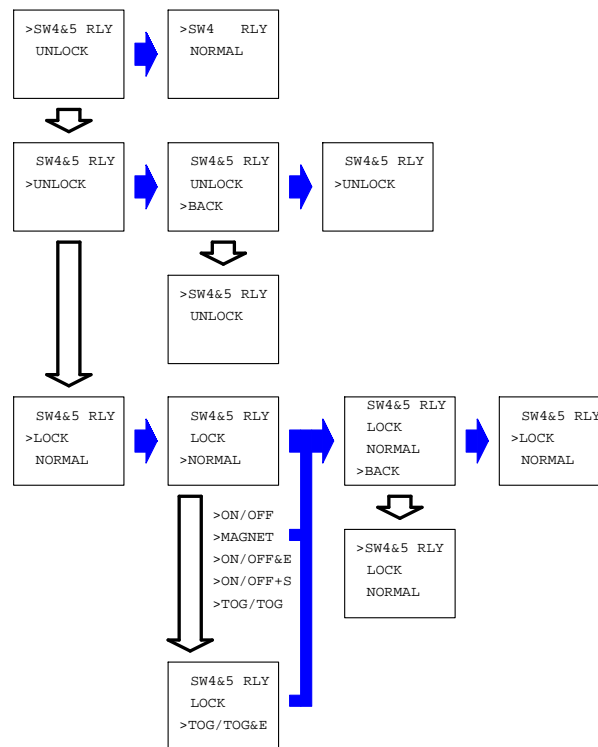 >SW4&5 RLY
UNLOCK
>SW4 RLY
NORMAL
SW4&5 RLY
>UNLOCK
SW4&5 RLY
UNLOCK
>BACK
SW4&5 RLY
>UNLOCK
>SW4&5 RLY
UNLOCK
SW4&5 RLY
>LOCK
NORMAL
SW4&5 RLY
LOCK
>NORMAL
SW4&5 RLY
LOCK
NORMAL
>BACK
SW4&5 RLY
>LOCK
NORMAL
>ON/OFF
>MAGNET
>ON/OFF&E
>ON/OFF+S
>TOG/TOG
>SW4&5 RLY
LOCK
NORMAL
SW4&5 RLY
LOCK
>TOG/TOG&E